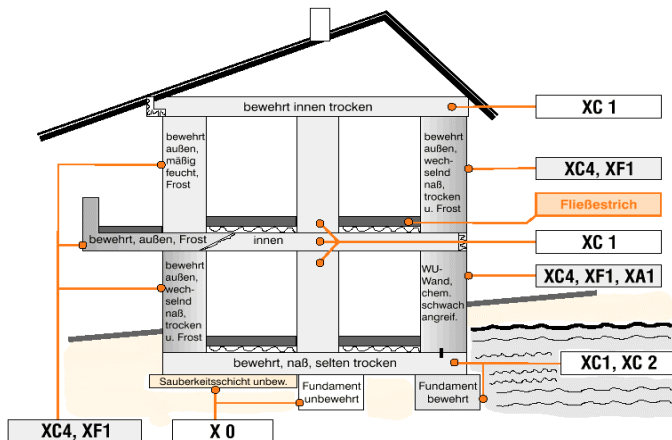 bewehrt innen trocken
XC 1
bewehrt
außen,
mäßig
feucht,
Frost
bewehrt
außen,
wech-
selnd
naß,
trocken
u. Frost
XC4, XF1
Fließestrich
bewehrt, außen, Frost
innen
XC 1
bewehrt
außen,
wech-
selnd
naß,
trocken
u. Frost
WU-
Wand,
chem.
schwach
angreif.
XC4, XF1, XA1
bewehrt, naß, selten trocken
XC1, XC 2
Sauberkeitsschicht unbew.
Fundament
unbewehrt
Fundament
bewehrt
XC4, XF1
X 0